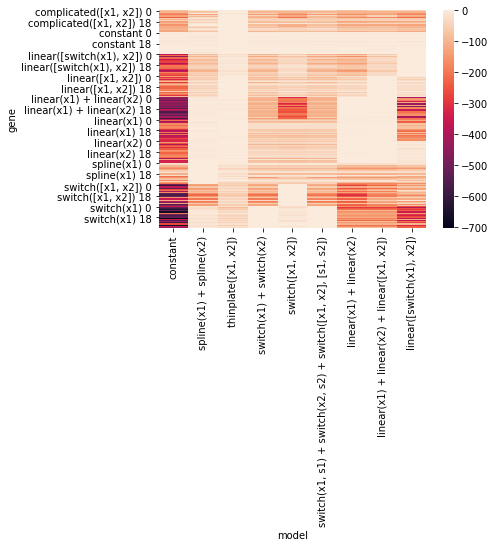 complicated([x1, x2]) 0
complicated([x1, x2]) 18
constant 0
constant 18
linear([switch(x1), x2]) 0
linear([switch(x1), x2]) 18
linear([x1, x2]) 0
linear([x1, x2]) 18
linear(x1) + linear(x2) 0
linear(x1) + linear(x2) 18
linear(x1) 0
linear(x1) 18
linear(x2) 0
linear(x2) 18
spline(x1) 0
spline(x1) 18
switch([x1, x2]) 0
switch([x1, x2]) 18
switch(x1) 0
switch(x1) 18
gene
constant
spline(x1) + spline(x2)
thinplate([x1, x2])
switch(x1) + switch(x2)
switch([x1, x2])
switch(x1, s1) + switch(x2, s2) + switch([x1, x2], [s1, s2])
linear(x1) + linear(x2)
linear(x1) + linear(x2) + linear([x1, x2])
linear([switch(x1), x2])
model
0
−100
−200
−300
−400
−500
−600
−700